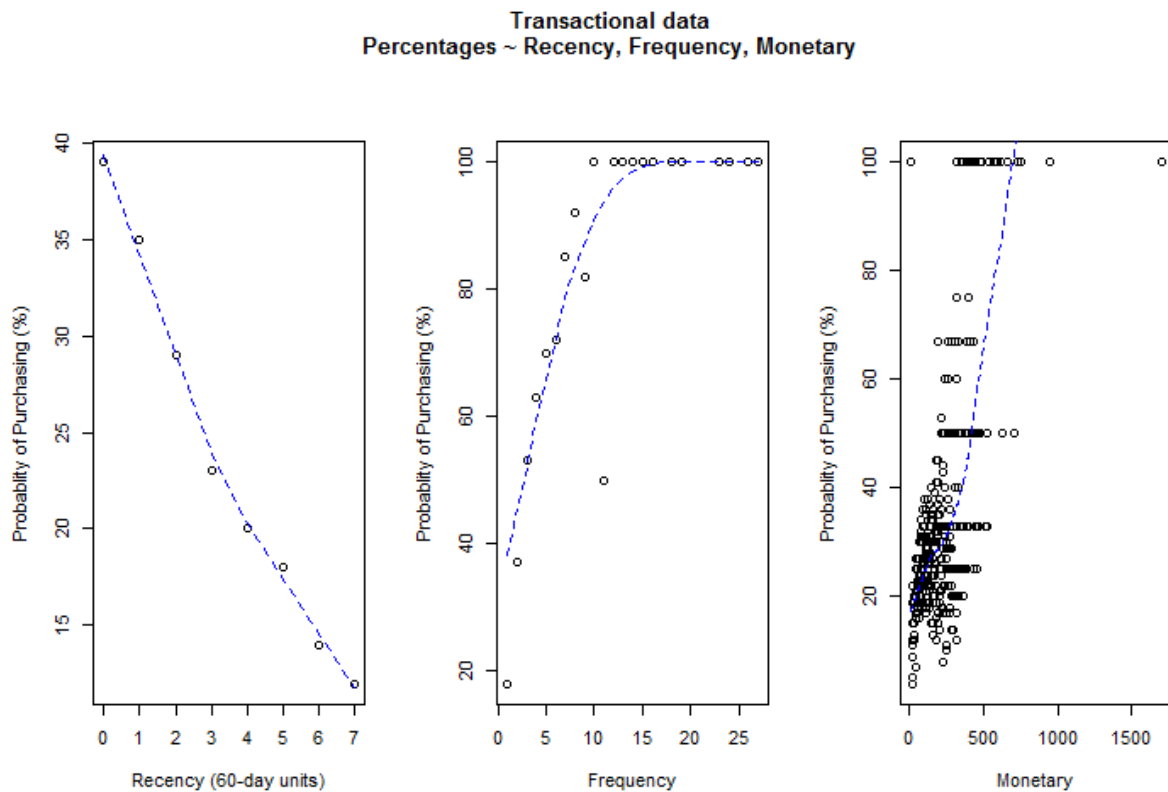 Transactional data
Percentages ~ Recency, Frequency, Monetary
Probablity of Purchasing (%)
40
35
30
25
20
15
0 1 2 3 4 5 6 7
Recency (60-day units)
Probablity of Purchasing (%)
100
80
60
40
20
0 5 10 15 20 25
Frequency
Probablity of Purchasing (%)
100
80
60
40
20
0 500 1000 1500
Monetary